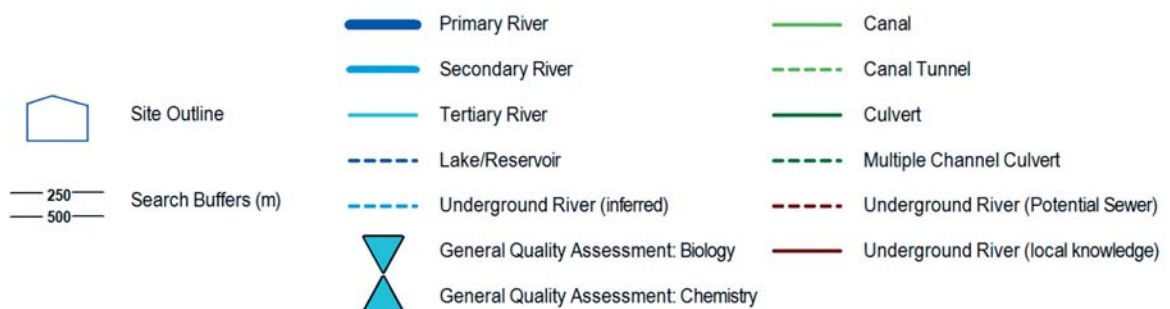 Site Outline
250
500
Search Buffers (m)
Primary River
Secondary River
Tertiary River
Lake/Reservoir
Underground River (inferred)
General Quality Assessment: Biology
General Quality Assessment: Chemistry
Canal
Canal Tunnel
Culvert
Multiple Channel Culvert
Underground River (Potential Sewer)
Underground River (local knowledge)